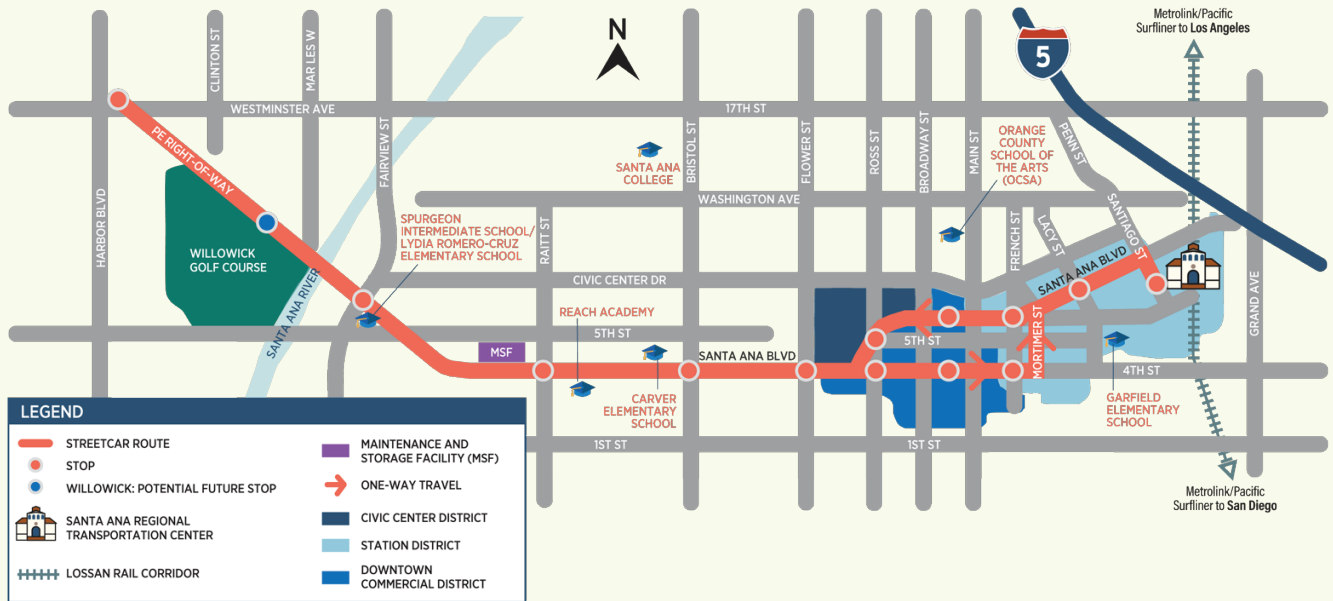 Metrolink/Pacific
Surfliner to Los Angeles
N
5
CLINTON ST
MAR LES W
WESTMINSTER AVE
17TH ST
PE RIGHT-OF-WAY
HARBOR BLVD
FAIRVIEW ST
SANTA ANA
COLLEGE
BRISTOL ST
FLOWER ST
ROSS ST
BROADWAY ST
MAIN ST
ORANGE
COUNTY
SCHOOL OF
THE ARTS
(OCSA)
PENN ST
WASHINGTON AVE
SANTIAGO ST
WILLOWICK
GOLF COURSE
SANTA ANA RIVER
SPURGEON
INTERMEDIATE SCHOOL/
LYDIA ROMERO-CRUZ
ELEMENTARY SCHOOL
RAITT ST
FRENCH ST
LACY ST
SANTA ANA BLVD
CIVIC CENTER DR
GRAND AVE
REACH ACADEMY
5TH ST
5TH ST
MORTIMER ST
MSF
SANTA ANA BLVD
4TH ST
CARVER
ELEMENTARY
SCHOOL
GARFIELD
ELEMENTARY
SCHOOL
1ST ST
1ST ST
Metrolink/Pacific
Surfliner to San Diego
LEGEND
STREETCAR ROUTE
STOP
WILLOWICK: POTENTIAL FUTURE STOP
SANTA ANA REGIONAL
TRANSPORTATION CENTER
LOSSAN RAIL CORRIDOR
MAINTENANCE AND
STORAGE FACILITY (MSF)
ONE-WAY TRAVEL
CIVIC CENTER DISTRICT
STATION DISTRICT
DOWNTOWN
COMMERCIAL DISTRICT